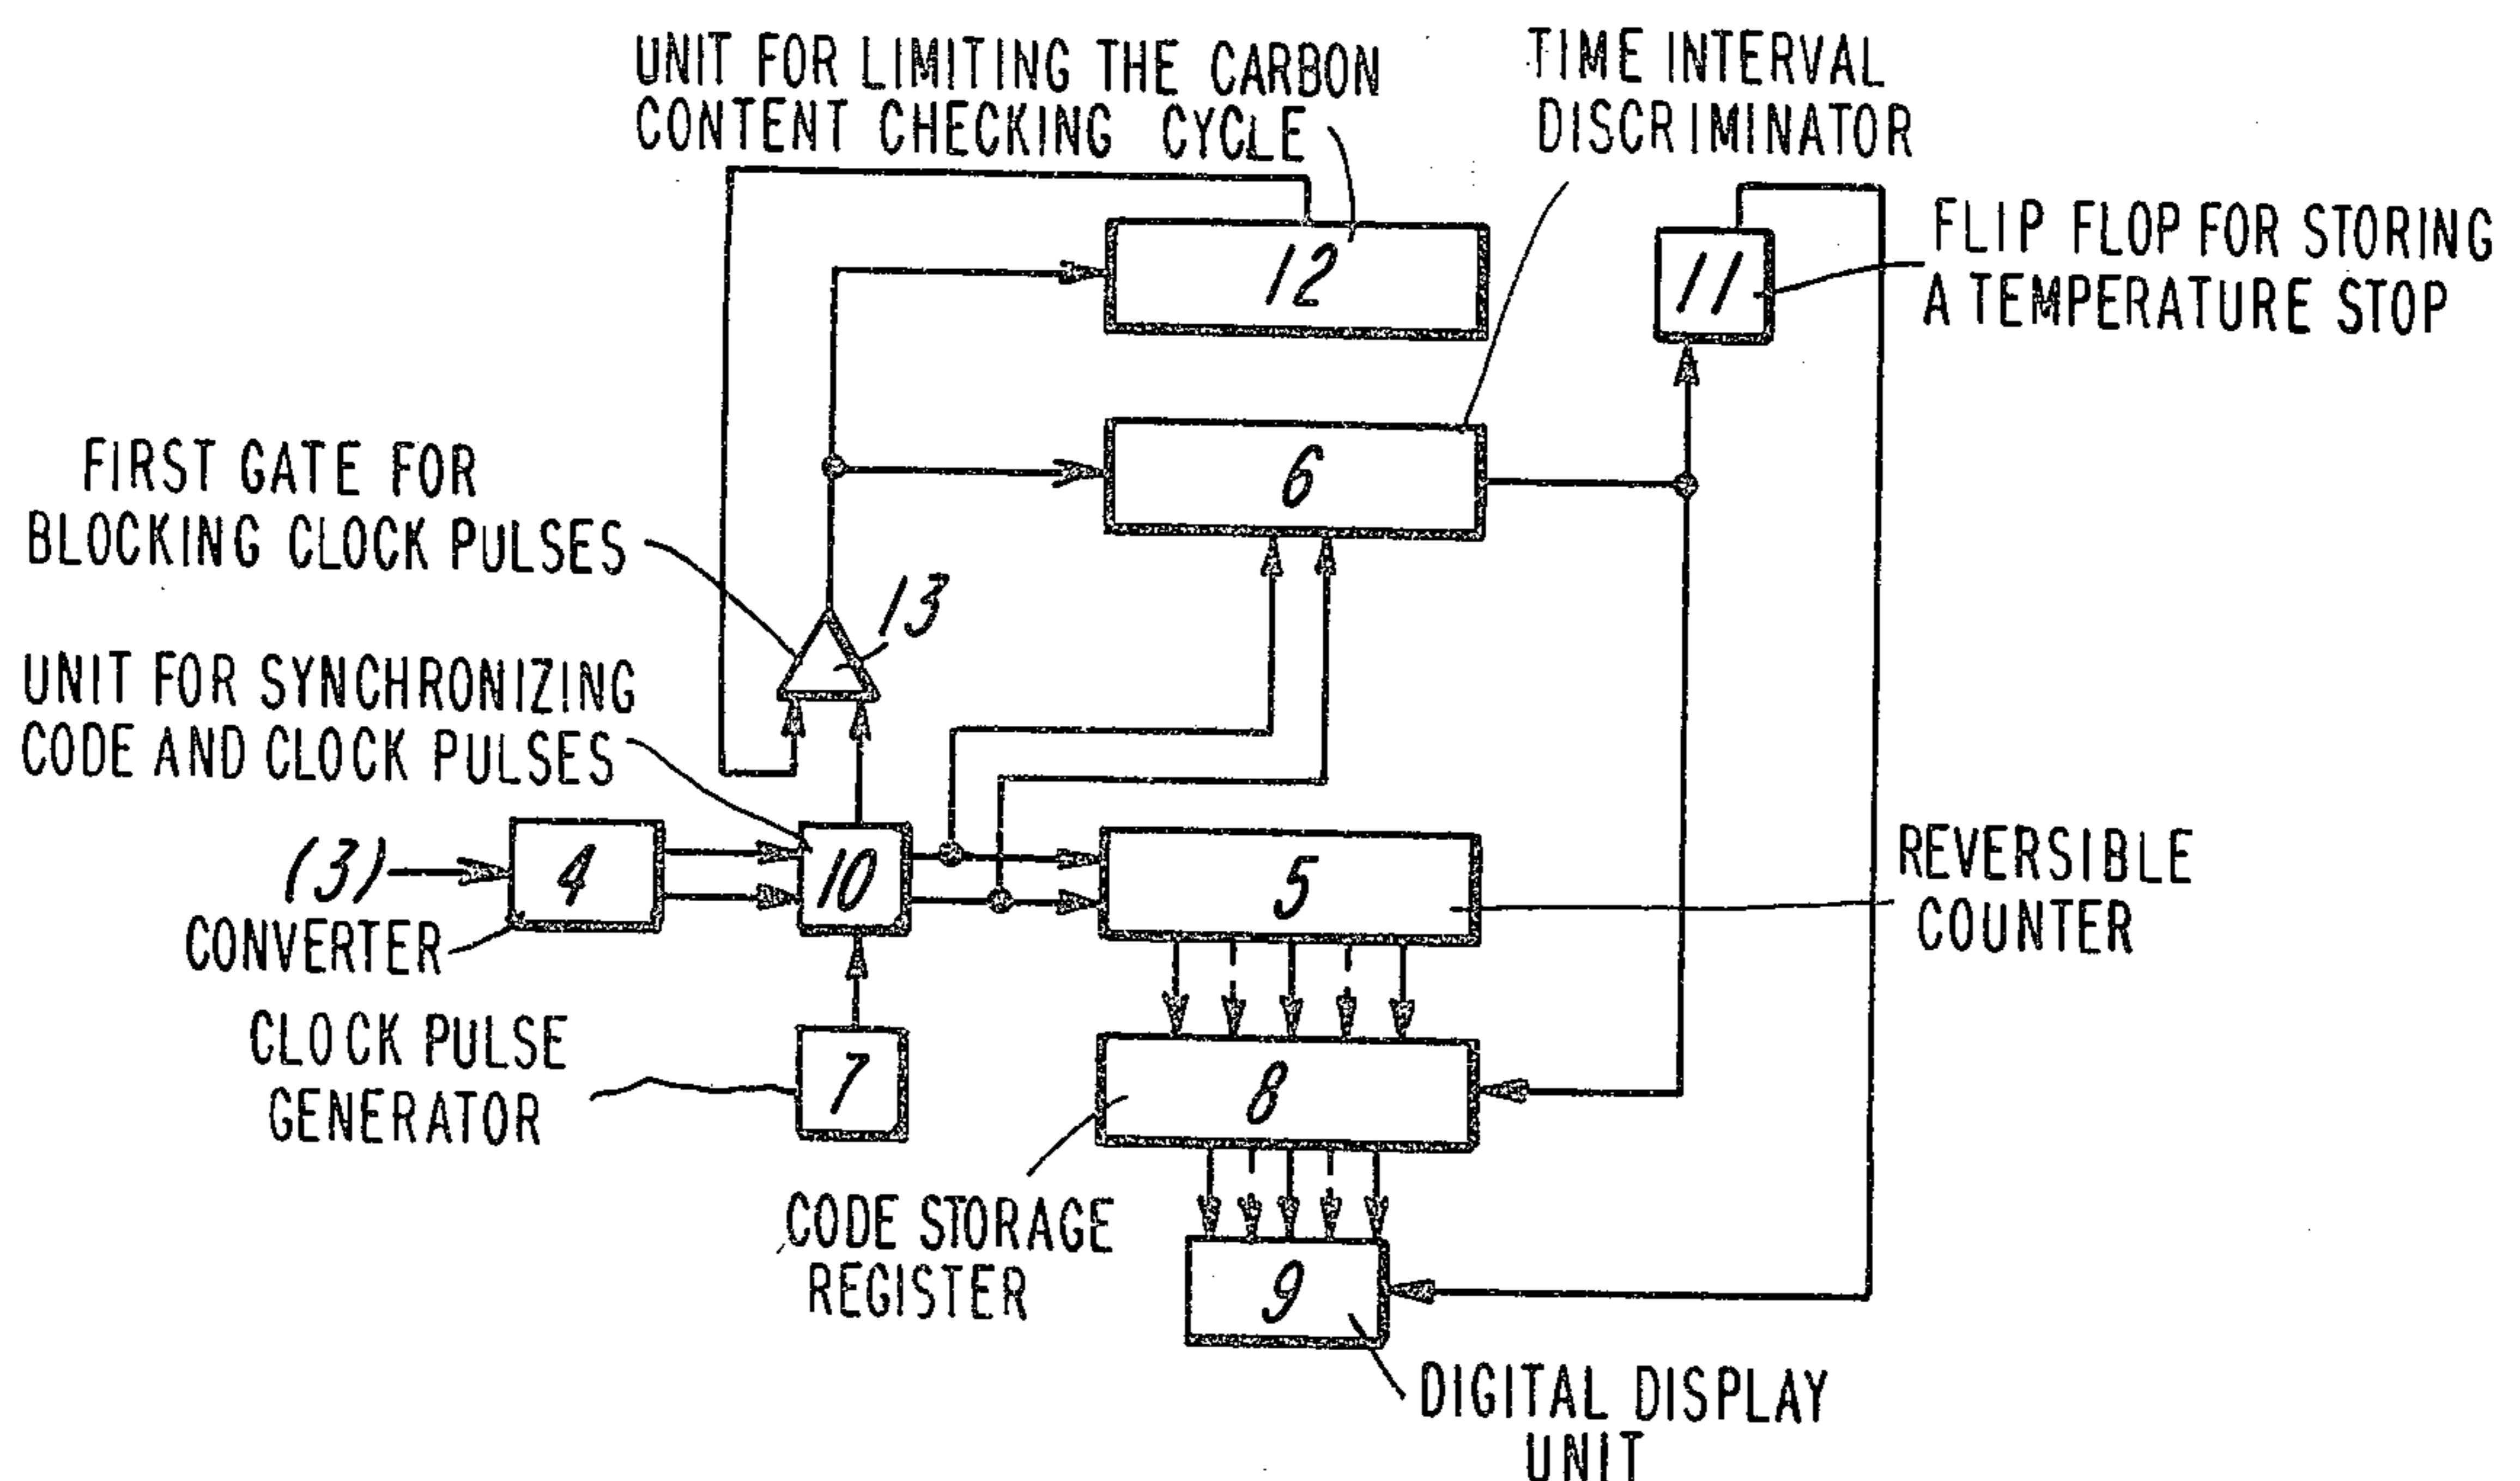 UNIT FOR LIMITING THE CARBON
CONTENT CHECKING CYCLE
TIME INTERVAL
DISCRIMINATOR
12
11
FLIP FLOP FOR STORING
A TEMPERATURE STOP
6
FIRST GATE FOR
BLOCKING CLOCK PULSES
13
UNIT FOR SYNCHRONIZING
CODE AND CLOCK PULSES
(3)
4
10
5
CONVERTER
REVERSIBLE
COUNTER
CLOCK PULSE
GENERATOR
7
8
CODE STORAGE
REGISTER
9
DIGITAL DISPLAY
UNIT